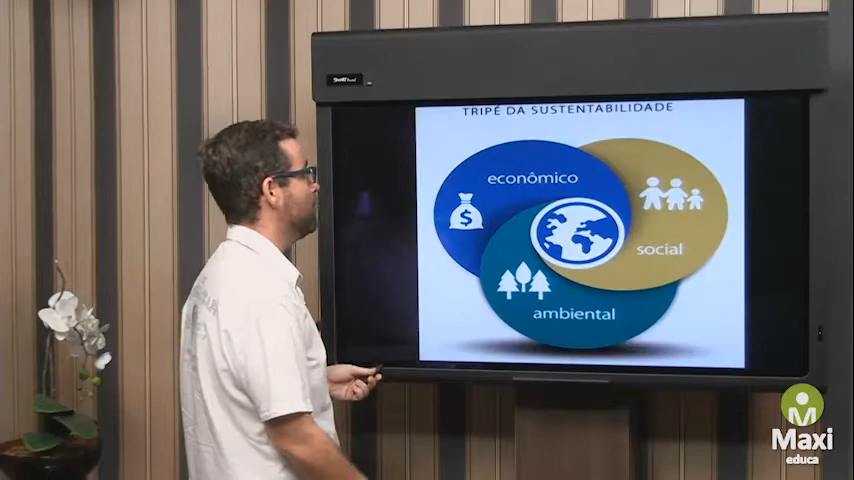 TRIPÉ DA SUSTENTABILIDADE
econômico
$
social
ambiental
Maxi
educa